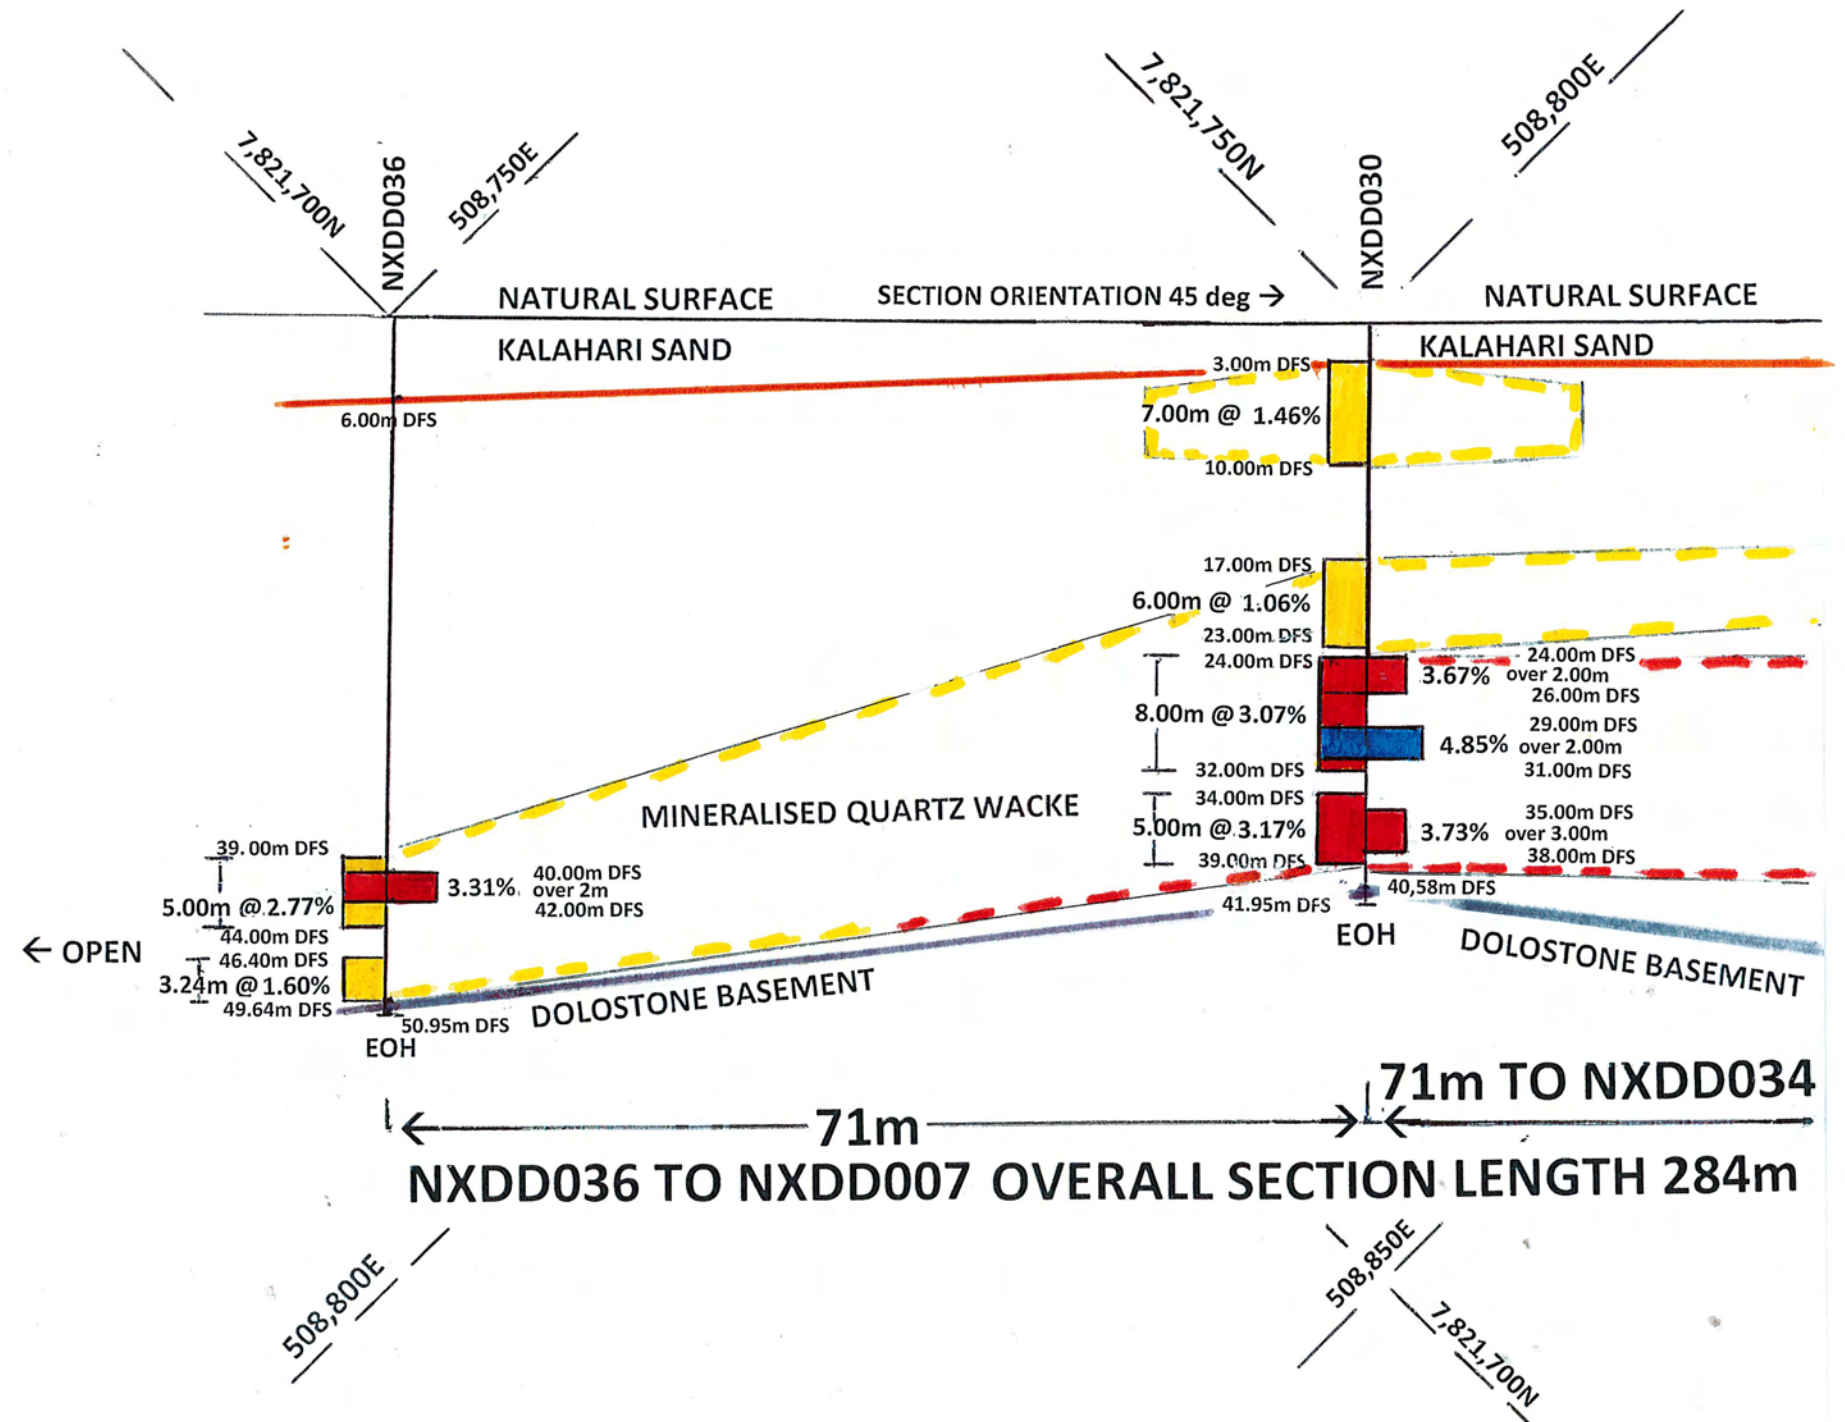 7,821,700N
NXDD036
508,750E
7,821,750N
NXDD030
508,800E
NATURAL SURFACE
SECTION ORIENTATION 45 deg →
NATURAL SURFACE
KALAHARI SAND
KALAHARI SAND
3.00m DFS
6.00m DFS
7.00m @ 1.46%
10.00m DFS
17.00m DFS
6.00m @ 1.06%
23.00m DFS
24.00m DFS
24.00m DFS
3.67% over 2.00m
26.00m DFS
8.00m @ 3.07%
29.00m DFS
4.85% over 2.00m
31.00m DFS
32.00m DFS
34.00m DFS
MINERALISED QUARTZ WACKE
35.00m DFS
5.00m @ 3.17%
3.73% over 3.00m
38.00m DFS
39.00m DFS
39.00m DFS
40.00m DFS
3.31% over 2m
42.00m DFS
5.00m @ 2.77%
44.00m DFS
40,58m DFS
41.95m DFS
EOH
← OPEN
46.40m DFS
3.24m @ 1.60%
49.64m DFS
50.95m DFS
EOH
DOLOSTONE BASEMENT
DOLOSTONE BASEMENT
71m TO NXDD034
71m
NXDD036 TO NXDD007 OVERALL SECTION LENGTH 284m
508,800E
508,850E
7,821,700N